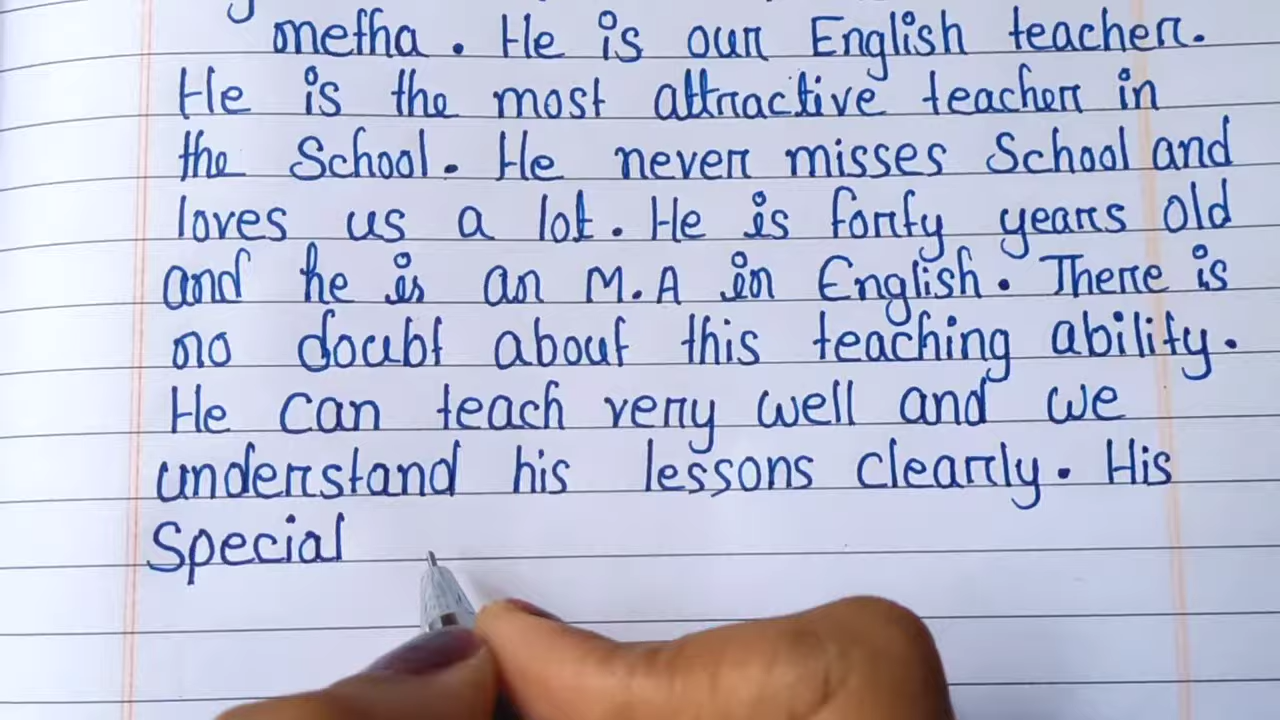 metha. He is our English teacher.
He is the most attractive teacher in
the School. He never misses School and
loves us a lot. He is forty years old
and he is an M.A in English. There is
no doubt about this teaching ability.
He can teach very well and we
understand his lessons clearly. His
Special